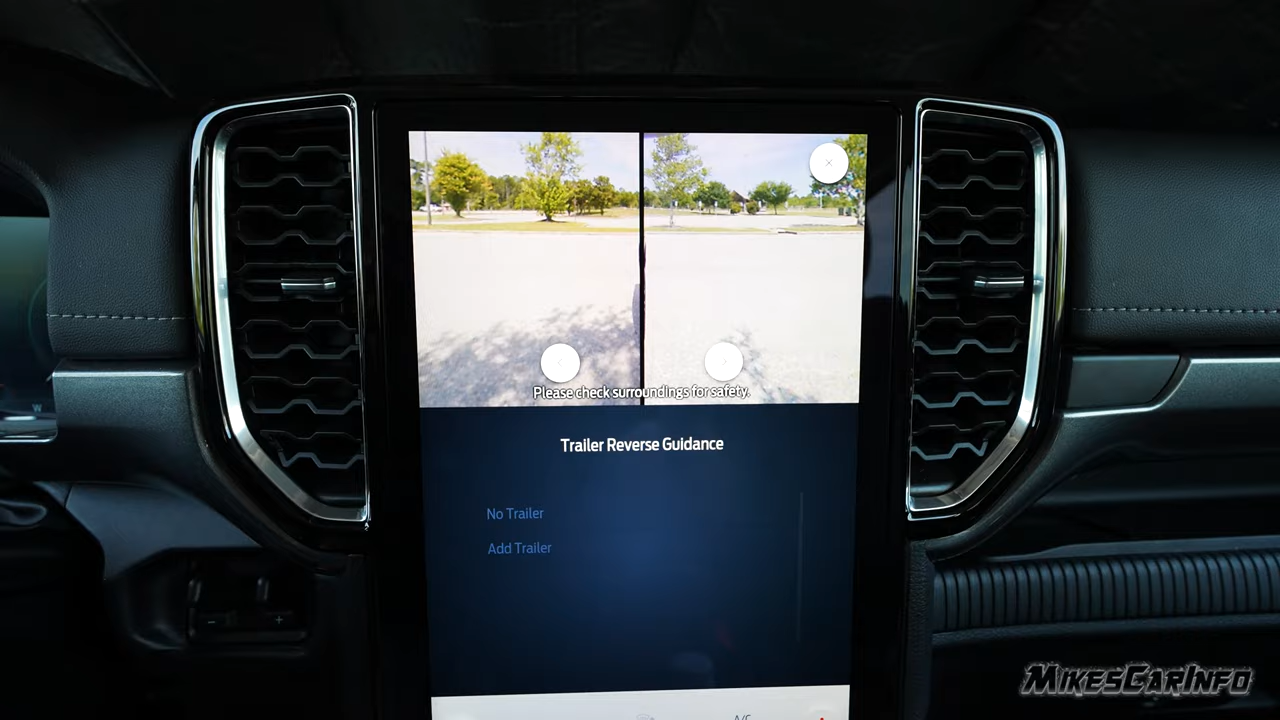 Please check surroundings for safety.
Trailer Reverse Guidance
No Trailer
Add Trailer
W
- +
A/C
MIKESCARINFO